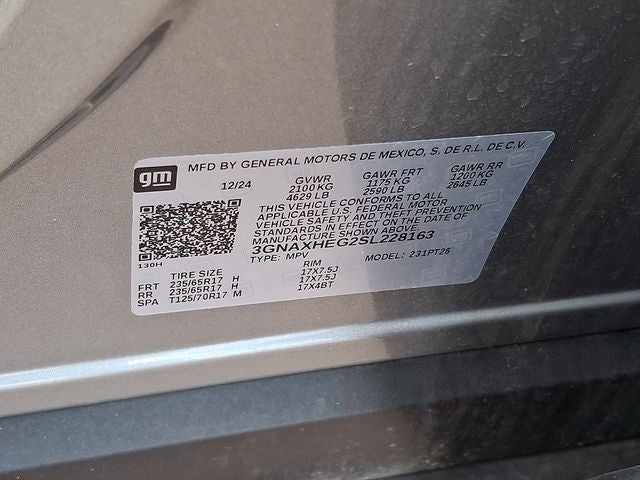 gm
MFD BY GENERAL MOTORS DE MEXICO, S. DE R.L. DE C.V.
12/24 GVWR GAWR FRT GAWR RR
2100 KG 1175 KG 1200 KG
4629 LB 2590 LB 2645 LB
THIS VEHICLE CONFORMS TO ALL
APPLICABLE U.S. FEDERAL MOTOR
VEHICLE SAFETY AND THEFT PREVENTION
STANDARDS IN EFFECT ON THE DATE OF
MANUFACTURE SHOWN ABOVE.
3GNAXHEG2SL228163
TYPE: MPV MODEL: 231PT26
130H
TIRE SIZE RIM
FRT 235/65R17 H 17X7.5J
RR 235/65R17 H 17X7.5J
SPA T125/70R17 M 17X4BT